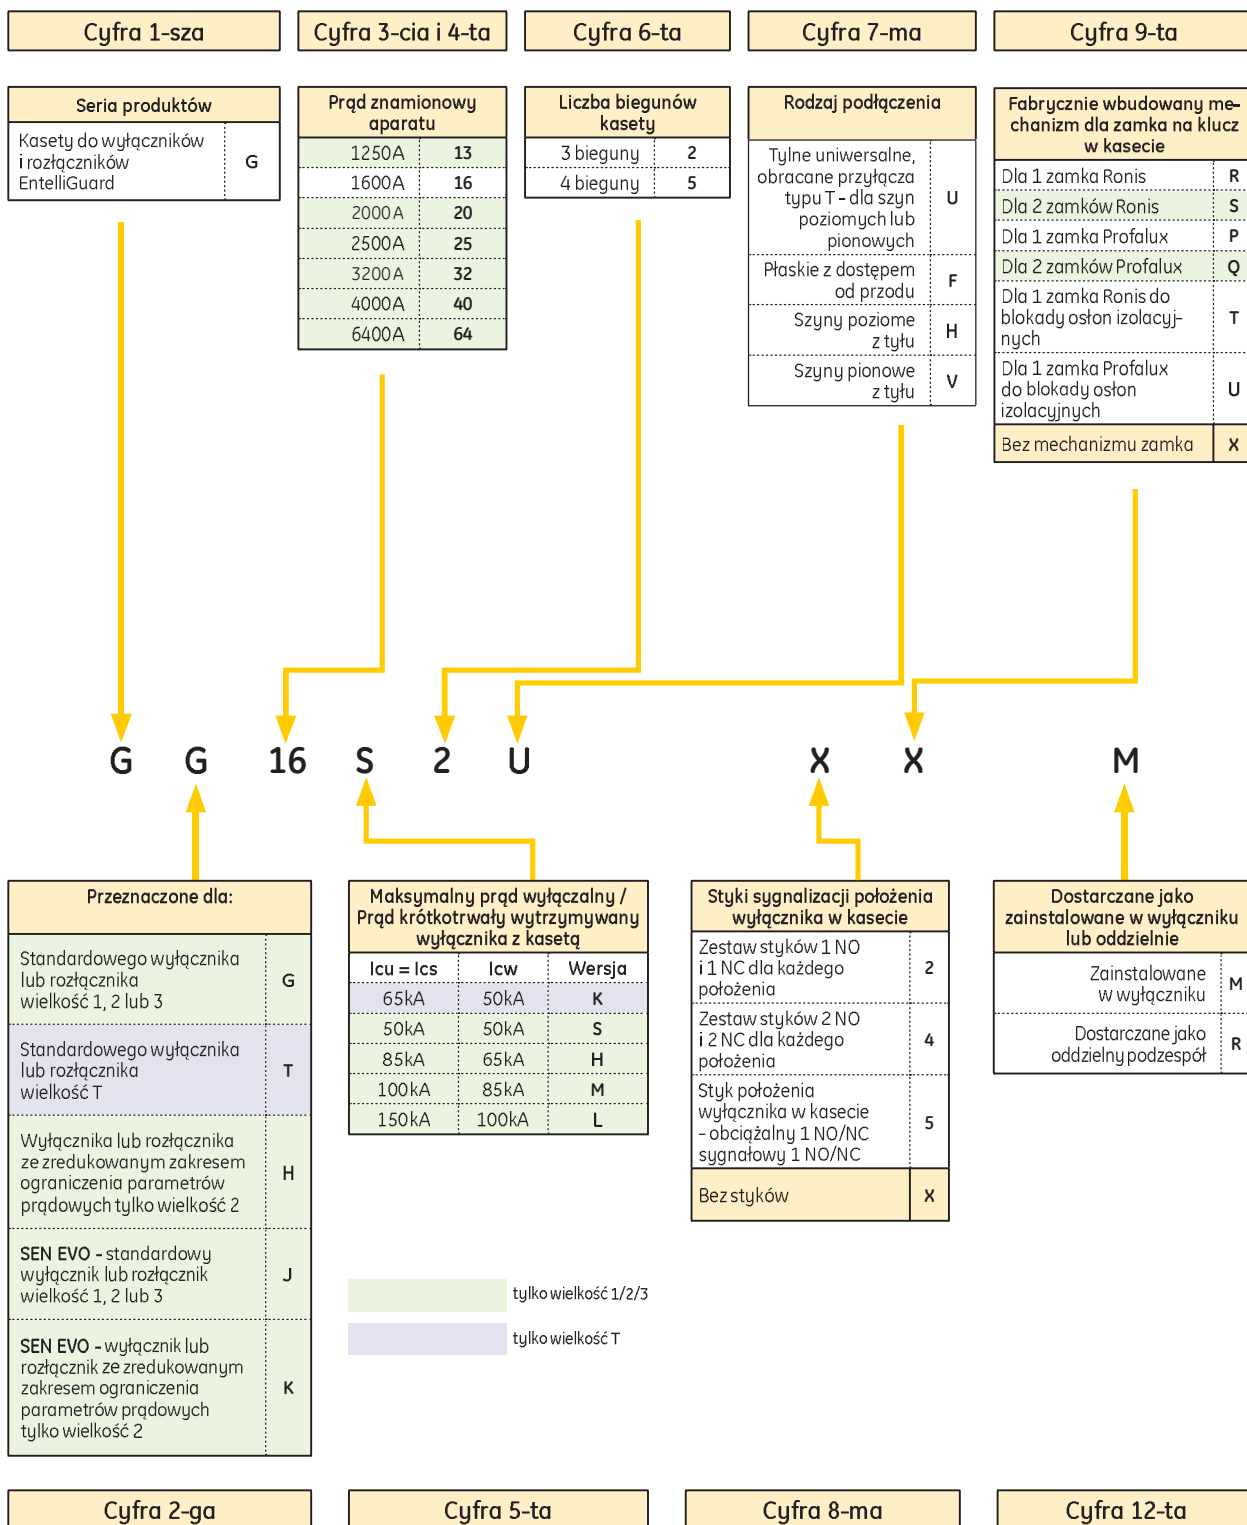 Cyfra 1-sza
Cyfra 3-cia i 4-ta
Cyfra 6-ta
Cyfra 7-ma
Cyfra 9-ta
Seria produktów
Kasety do wyłączników
i rozłączników
EntelliGuard
G
Prąd znamionowy
aparatu
1250A 13
1600A 16
2000A 20
2500A 25
3200A 32
4000A 40
6400A 64
Liczba biegunów
kasety
3 bieguny 2
4 bieguny 5
Rodzaj podłączenia
Tylne uniwersalne,
obracane przyłącza
typu T - dla szyn
poziomych lub
pionowych
U
Płaskie z dostępem
od przodu
F
Szyny poziome
z tyłu
H
Szyny pionowe
z tyłu
V
Fabrycznie wbudowany me-
chanizm dla zamka na klucz
w kasecie
Dla 1 zamka Ronis R
Dla 2 zamków Ronis S
Dla 1 zamka Profalux P
Dla 2 zamków Profalux Q
Dla 1 zamka Ronis do
blokady osłon izolacyj-
nych
T
Dla 1 zamka Profalux
do blokady osłon
izolacyjnych
U
Bez mechanizmu zamka X
G G 16 S 2 U X X M
Przeznaczone dla:
Standardowego wyłącznika
lub rozłącznika
wielkość 1, 2 lub 3
G
Standardowego wyłącznika
lub rozłącznika
wielkość T
T
Wyłącznika lub rozłącznika
ze zredukowanym zakresem
ograniczenia parametrów
prądowych tylko wielkość 2
H
SEN EVO - standardowy
wyłącznik lub rozłącznik
wielkość 1, 2 lub 3
J
SEN EVO - wyłącznik lub
rozłącznik ze zredukowanym
zakresem ograniczenia
parametrów prądowych
tylko wielkość 2
K
Maksymalny prąd wyłączalny /
Prąd krótkotrwały wytrzymywany
wyłącznika z kasetą
Icu = Ics Icw Wersja
65kA 50kA K
50kA 50kA S
85kA 65kA H
100kA 85kA M
150kA 100kA L
tylko wielkość 1/2/3
tylko wielkość T
Styki sygnalizacji położenia
wyłącznika w kasecie
Zestaw styków 1 NO
i 1 NC dla każdego
położenia
2
Zestaw styków 2 NO
i 2 NC dla każdego
położenia
4
Styk położenia
wyłącznika w kasecie
- obciążalny 1 NO/NC
sygnałowy 1 NO/NC
5
Bez styków X
Dostarczane jako
zainstalowane w wyłączniku
lub oddzielnie
Zainstalowane
w wyłączniku
M
Dostarczane jako
oddzielny podzespół
R
Cyfra 2-ga
Cyfra 5-ta
Cyfra 8-ma
Cyfra 12-ta